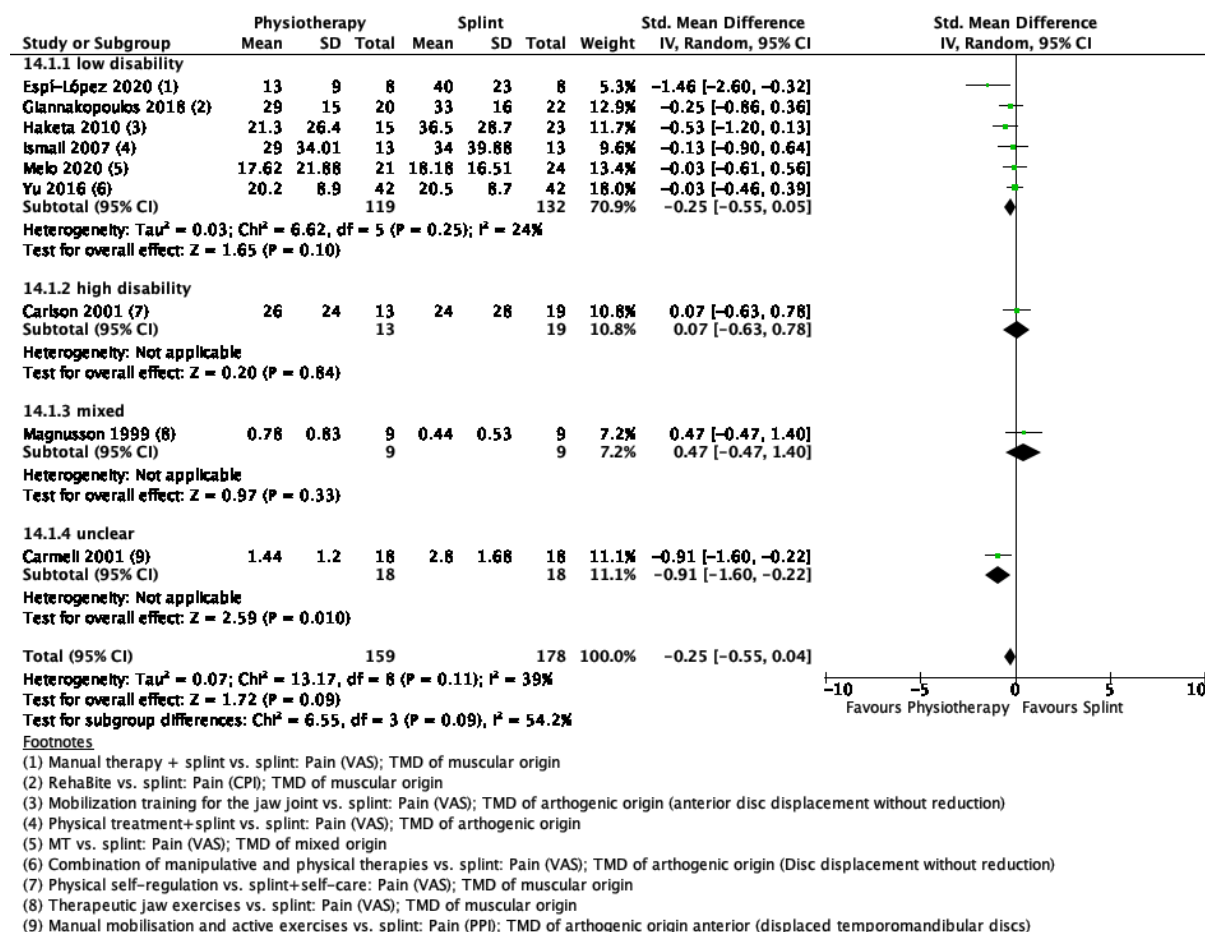 Physiotherapy Splint Std. Mean Difference Std. Mean Difference
Study or Subgroup Mean SD Total Mean SD Total Weight IV, Random, 95% CI IV, Random, 95% CI
14.1.1 low disability
Espí-López 2020 (1) 13 9 8 40 23 8 5.3% -1.46 [-2.60, -0.32]
Giannakopoulos 2018 (2) 29 15 20 33 16 22 12.9% -0.25 [-0.86, 0.36]
Haketa 2010 (3) 21.3 26.4 15 36.5 28.7 23 11.7% -0.53 [-1.20, 0.13]
Ismail 2007 (4) 29 34.01 13 34 39.88 13 9.6% -0.13 [-0.90, 0.64]
Melo 2020 (5) 17.62 21.88 21 18.18 16.51 24 13.4% -0.03 [-0.61, 0.56]
Yu 2016 (6) 20.2 8.9 42 20.5 8.7 42 18.0% -0.03 [-0.46, 0.39]
Subtotal (95% CI) 119 132 70.9% -0.25 [-0.55, 0.05]
Heterogeneity: Tau² = 0.03; Chi² = 6.62, df = 5 (P = 0.25); I² = 24%
Test for overall effect: Z = 1.65 (P = 0.10)
14.1.2 high disability
Carlson 2001 (7) 26 24 13 24 28 19 10.8% 0.07 [-0.63, 0.78]
Subtotal (95% CI) 13 19 10.8% 0.07 [-0.63, 0.78]
Heterogeneity: Not applicable
Test for overall effect: Z = 0.20 (P = 0.84)
14.1.3 mixed
Magnusson 1999 (8) 0.78 0.83 9 0.44 0.53 9 7.2% 0.47 [-0.47, 1.40]
Subtotal (95% CI) 9 9 7.2% 0.47 [-0.47, 1.40]
Heterogeneity: Not applicable
Test for overall effect: Z = 0.97 (P = 0.33)
14.1.4 unclear
Carmeli 2001 (9) 1.44 1.2 18 2.8 1.68 18 11.1% -0.91 [-1.60, -0.22]
Subtotal (95% CI) 18 18 11.1% -0.91 [-1.60, -0.22]
Heterogeneity: Not applicable
Test for overall effect: Z = 2.59 (P = 0.010)
Total (95% CI) 159 178 100.0% -0.25 [-0.55, 0.04]
Heterogeneity: Tau² = 0.07; Chi² = 13.17, df = 8 (P = 0.11); I² = 39%
Test for overall effect: Z = 1.72 (P = 0.09)
Test for subgroup differences: Chi² = 6.55, df = 3 (P = 0.09), I² = 54.2%
-10 -5 0 5 10
Favours Physiotherapy Favours Splint
Footnotes
(1) Manual therapy + splint vs. splint: Pain (VAS); TMD of muscular origin
(2) RehaBite vs. splint: Pain (CPI); TMD of muscular origin
(3) Mobilization training for the jaw joint vs. splint: Pain (VAS); TMD of arthogenic origin (anterior disc displacement without reduction)
(4) Physical treatment+splint vs. splint: Pain (VAS); TMD of arthogenic origin
(5) MT vs. splint: Pain (VAS); TMD of mixed origin
(6) Combination of manipulative and physical therapies vs. splint: Pain (VAS); TMD of arthogenic origin (Disc displacement without reduction)
(7) Physical self-regulation vs. splint+self-care: Pain (VAS); TMD of muscular origin
(8) Therapeutic jaw exercises vs. splint: Pain (VAS); TMD of muscular origin
(9) Manual mobilisation and active exercises vs. splint: Pain (PPI); TMD of arthogenic origin anterior (displaced temporomandibular discs)